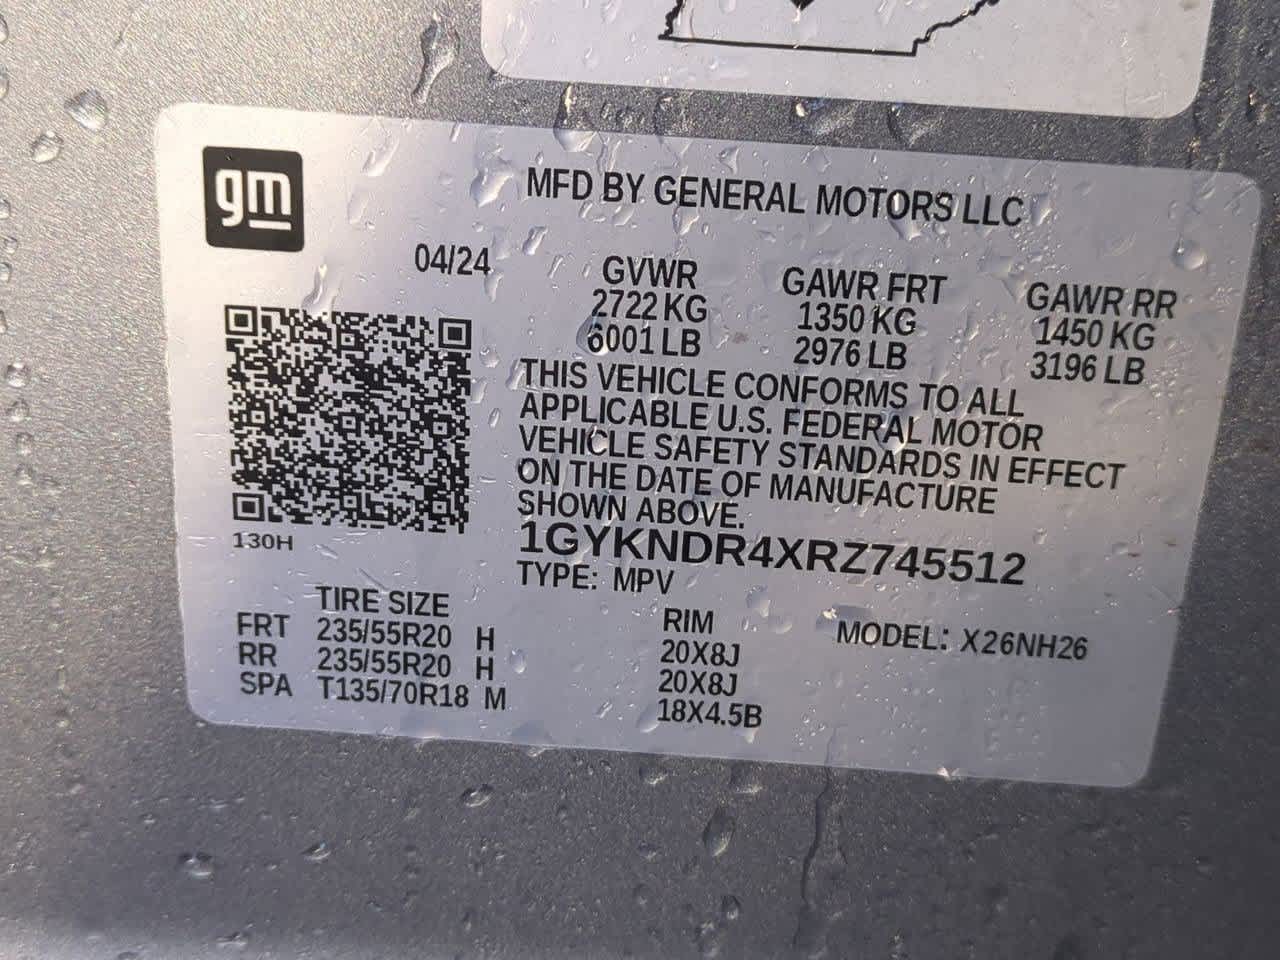 gm
MFD BY GENERAL MOTORS LLC
04/24
GVWR GAWR FRT GAWR RR
2722 KG 1350 KG 1450 KG
6001 LB 2976 LB 3196 LB
THIS VEHICLE CONFORMS TO ALL
APPLICABLE U.S. FEDERAL MOTOR
VEHICLE SAFETY STANDARDS IN EFFECT
ON THE DATE OF MANUFACTURE
SHOWN ABOVE.
130H
1GYKNDR4XRZ745512
TYPE: MPV
TIRE SIZE RIM MODEL: X26NH26
FRT 235/55R20 H 20X8J
RR 235/55R20 H 20X8J
SPA T135/70R18 M 18X4.5B